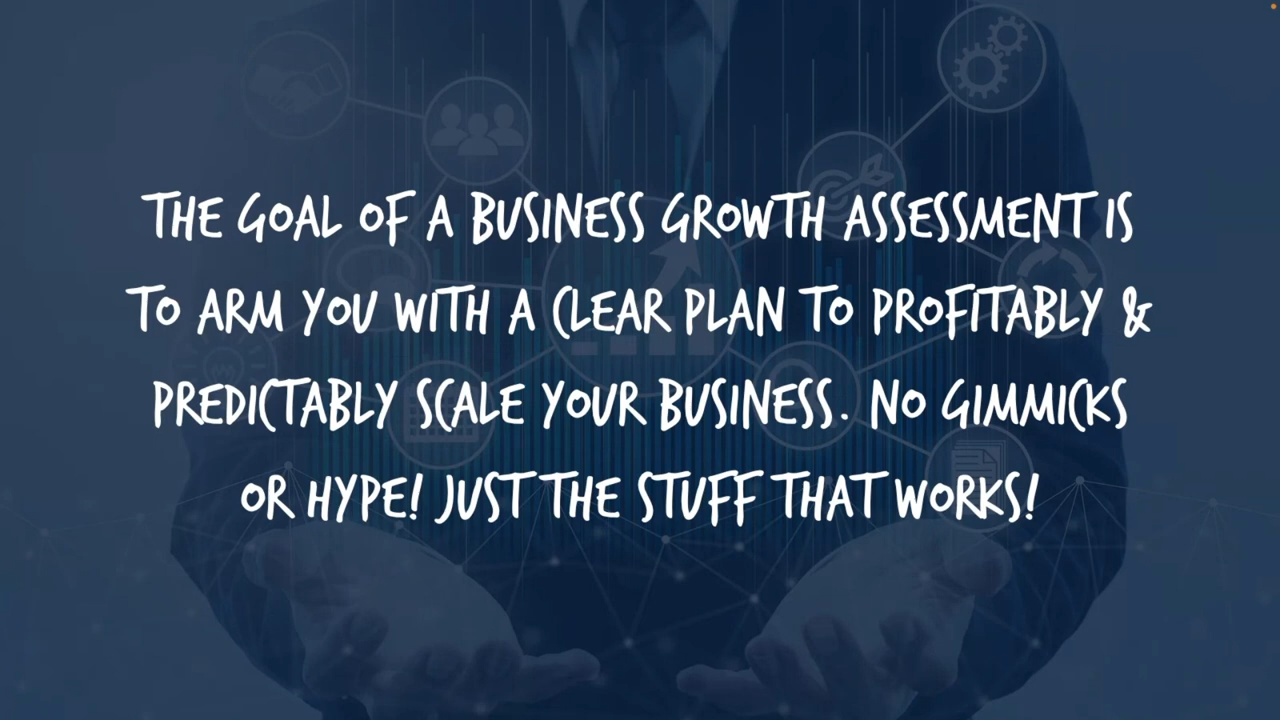 THE GOAL OF A BUSINESS GROWTH ASSESSMENT IS
TO ARM YOU WITH A CLEAR PLAN TO PROFITABLY &
PREDICTABLY SCALE YOUR BUSINESS. NO GIMMICKS
OR HYPE! JUST THE STUFF THAT WORKS!